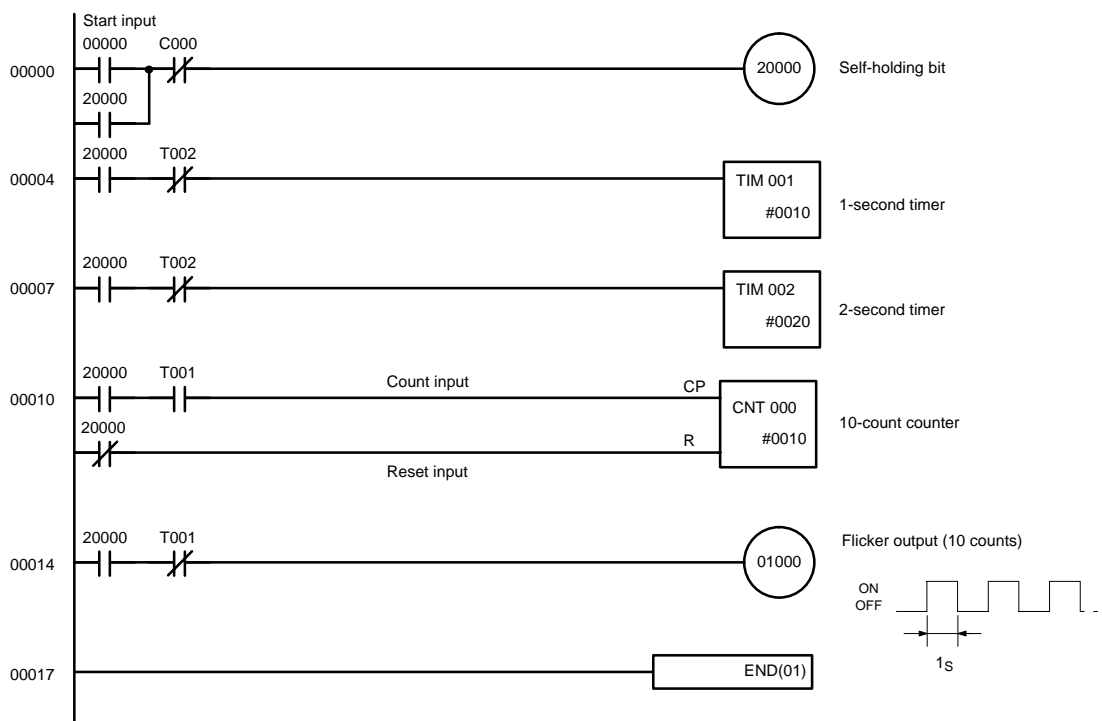 Start input
00000 C000
00000
20000
Self-holding bit
20000
20000 T002
00004
TIM 001
#0010
1-second timer
20000 T002
00007
TIM 002
#0020
2-second timer
20000 T001
Count input
CP
00010
CNT 000
#0010
10-count counter
20000
R
Reset input
20000 T001
00014
01000
Flicker output (10 counts)
ON
OFF
1S
00017
END(01)